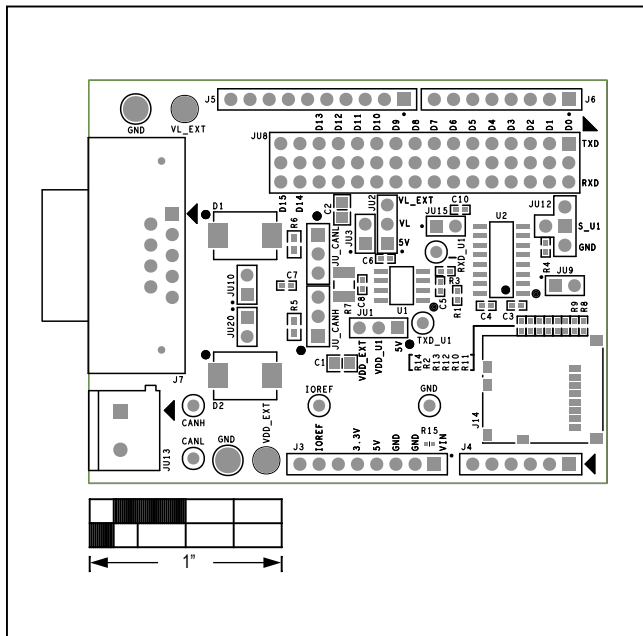 J5
J6
GND
VL_EXT
D13
D12
D11
D10
D9
D8
D7
D6
D5
D4
D3
D2
D1
D0
JU8
TXD
RXD
D15
D14
D1
C2
JU2
VL_EXT
VL
5V
C10
JU12
S_U1
GND
R6
JU_CANL
JU3
JU15
RXD_U1
U2
R4
JU9
C6
JU10
C7
R7
C8
R3
C5
R1
U1
JU20
R5
JU_CANH
JU1
TXD_U1
C4
C3
R9
R8
C1
VDD_EXT
VDD_U1
5V
R14
R2
R13
R12
R10
R11
J14
J7
D2
CANH
IOREF
GND
CANL
GND
VDD_EXT
JU13
J3
IOREF
3.3V
5V
GND
GND
VIN
R15
J4
1"